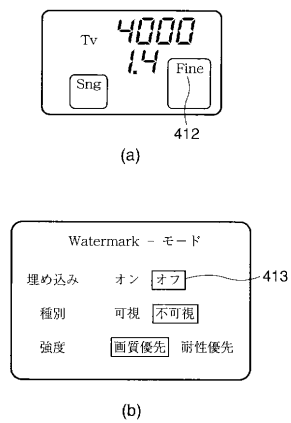 Tv 4000
1.4
Sng Fine
412
(a)
Watermark - モード
埋め込み オン オフ 413
種別 可視 不可視
強度 画質優先 耐性優先
(b)